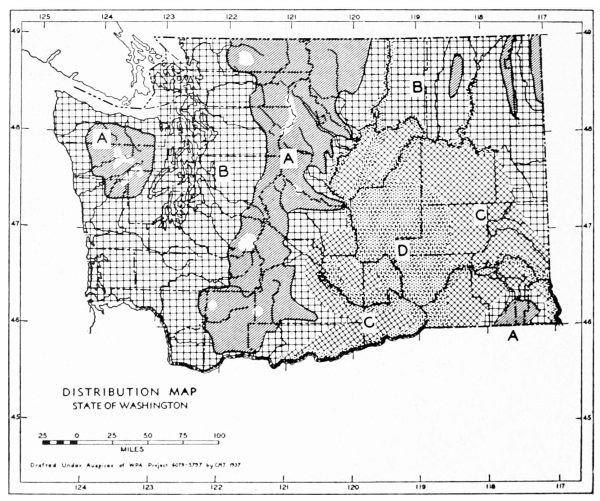 125 124 123 122 121 120 119 118 117
49 49
A B
48 A 48
A B
47 C 47
D
46 C 46
A
DISTRIBUTION MAP
STATE OF WASHINGTON
45 45
25 0 25 50 75 100
MILES
Drafted Under Auspices of WPA Project 4079-5797 by C.M.T. 1937
124 123 122 121 120 119 118 117